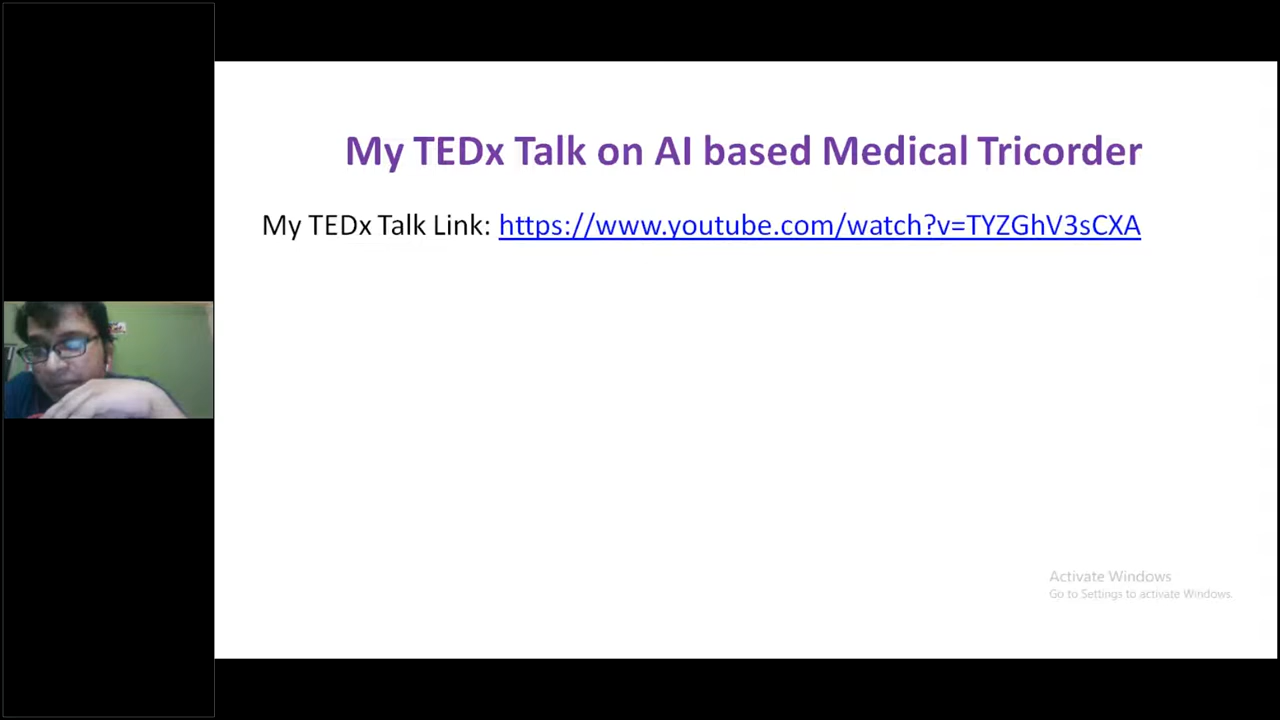 My TEDx Talk on AI based Medical Tricorder
My TEDx Talk Link: https://www.youtube.com/watch?v=TYZGhV3sCXA
Activate Windows
Go to Settings to activate Windows.